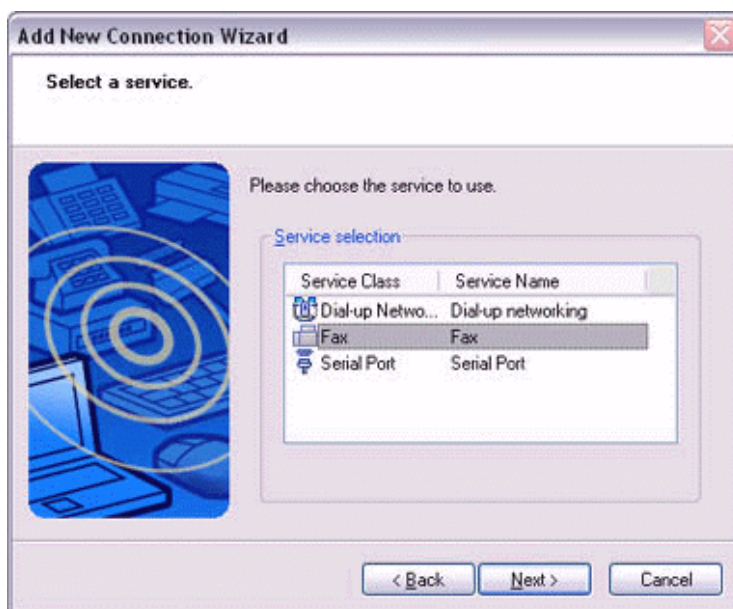 Add New Connection Wizard
Select a service.
Please choose the service to use.
Service selection
Service Class Service Name
Dial-up Netwo... Dial-up networking
Fax Fax
Serial Port Serial Port
< Back Next > Cancel